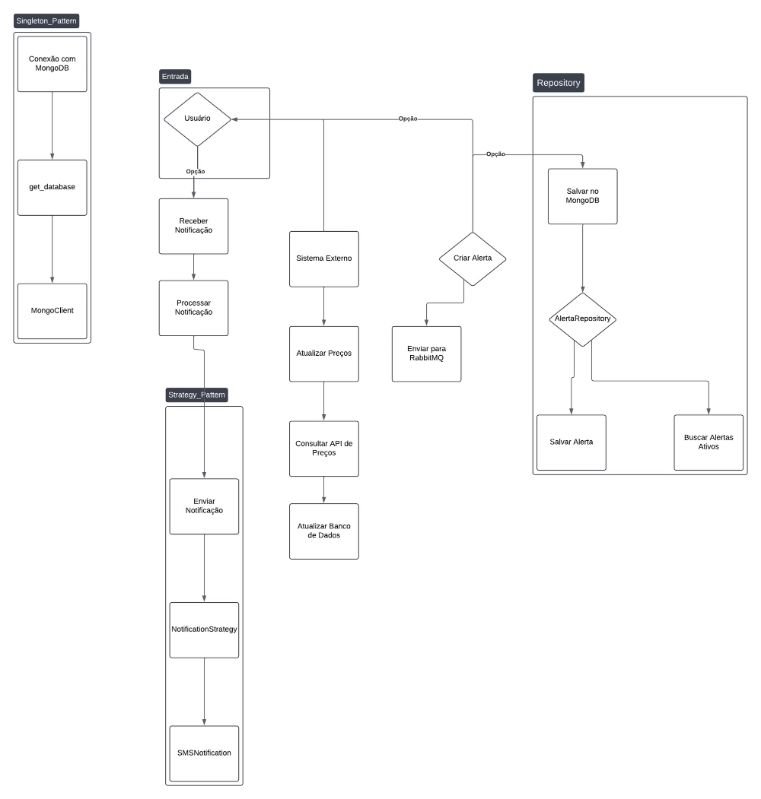 Singleton_Pattern
Conexão com
MongoDB
get_database
MongoClient
Entrada
Usuário
Opção
Receber
Notificação
Processar
Notificação
Strategy_Pattern
Enviar
Notificação
NotificationStrategy
SMSNotification
Sistema Externo
Atualizar Preços
Consultar API de
Preços
Atualizar Banco
de Dados
Opção
Opção
Criar Alerta
Enviar para
RabbitMQ
Repository
Salvar no
MongoDB
AlertaRepository
Salvar Alerta
Buscar Alertas
Ativos